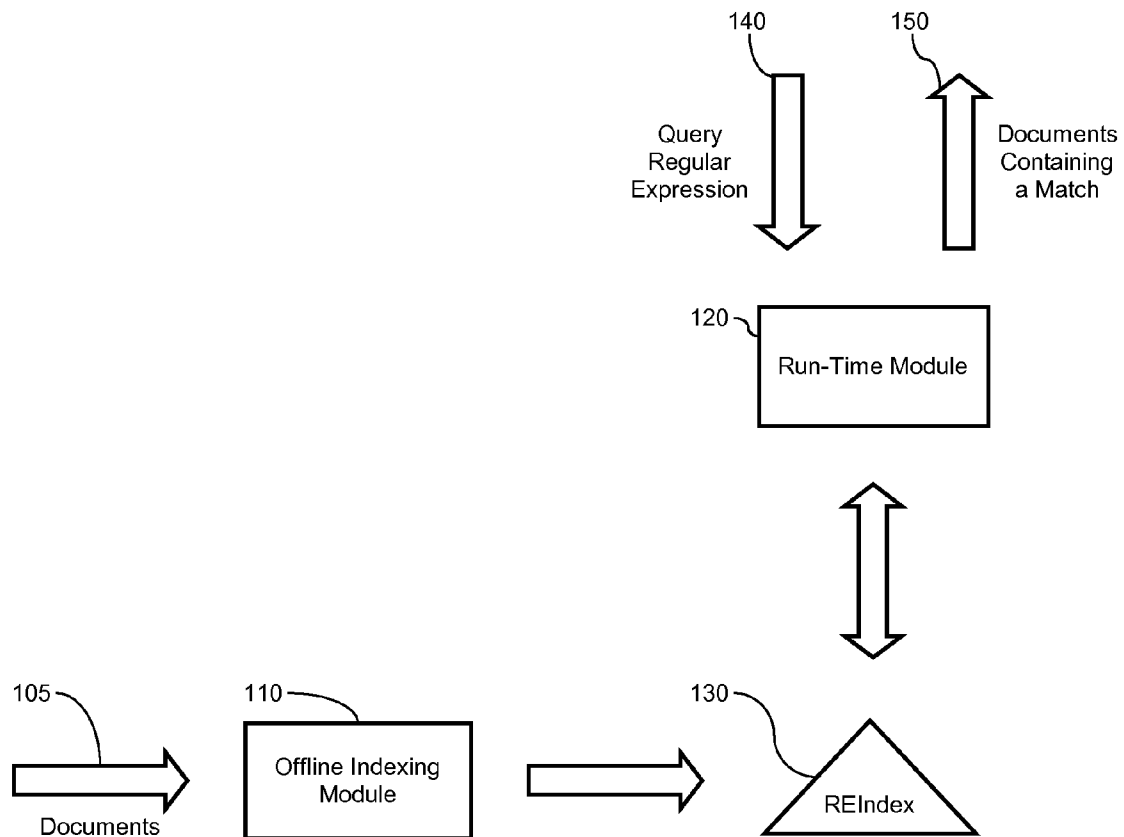 140
150
Query
Regular
Expression
Documents
Containing
a Match
120
Run-Time Module
105
110
130
Offline Indexing
Module
REIndex
Documents